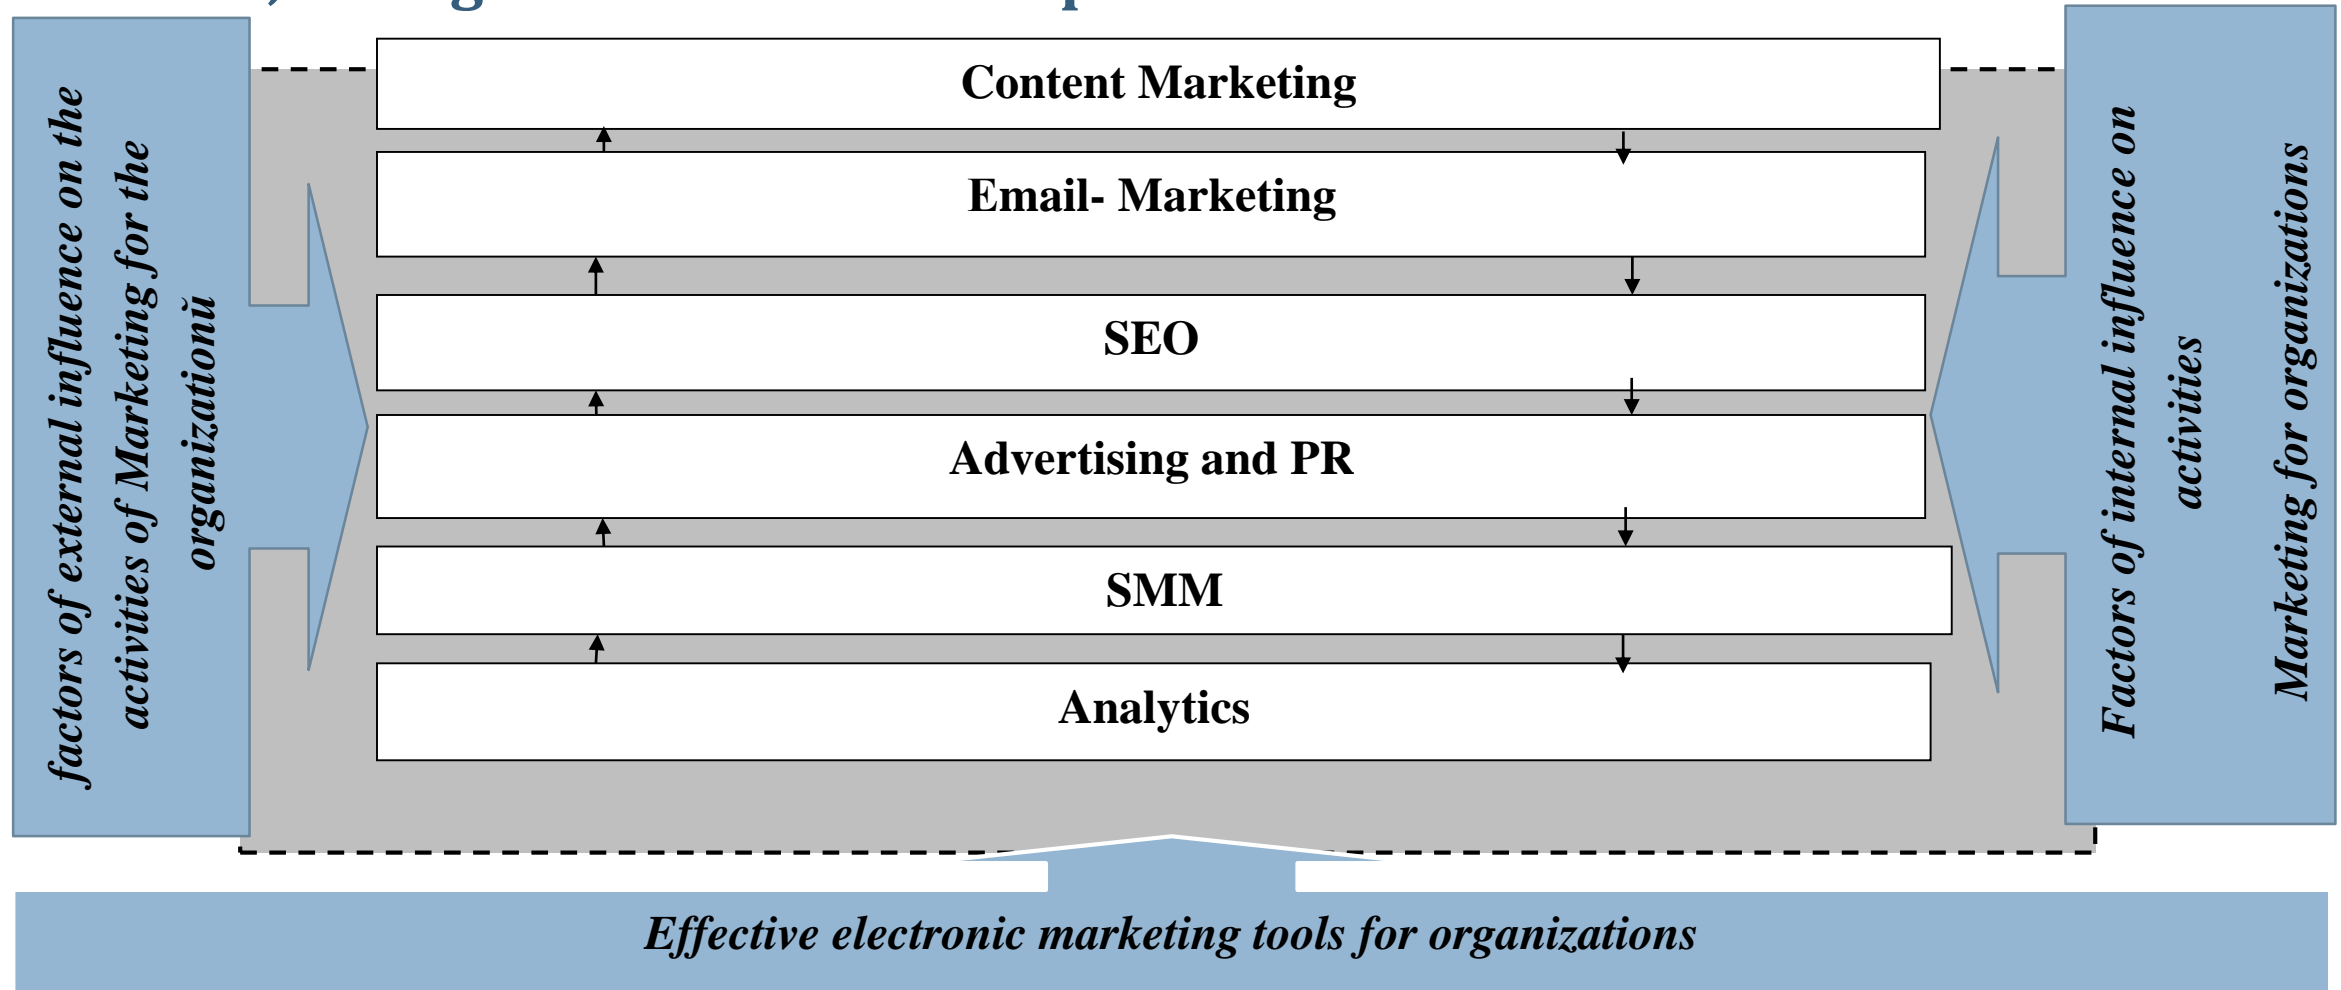 factors of external influence on the
activities of Marketing for the
organizationй
Content Marketing
Email- Marketing
SEO
Advertising and PR
SMM
Analytics
Factors of internal influence on
activities
Marketing for organizations
Effective electronic marketing tools for organizations